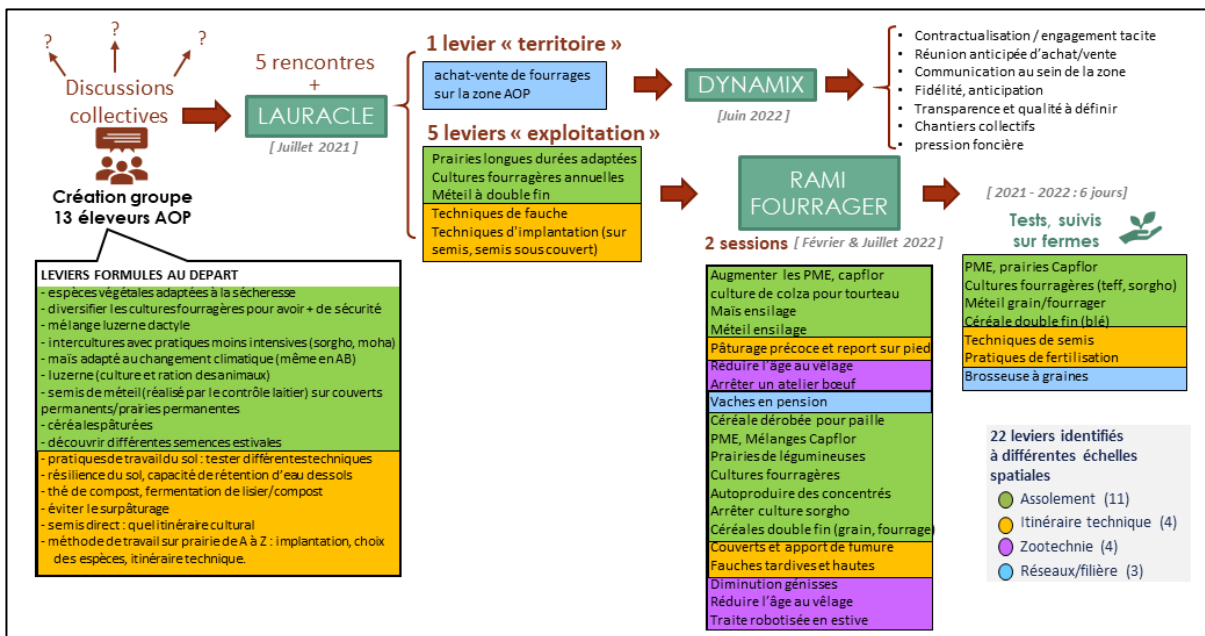 ?
?
?
Discussions
collectives
Création groupe
13 éleveurs AOP
LEVIERS FORMULES AU DEPART
- espèces végétales adaptées à la sécheresse
- diversifier les cultures fourragères pour avoir + de sécurité
- mélange luzerne dactyle
- intercultures avec pratiques moins intensives (sorgho, moha)
- maïs adapté au changement climatique (même en AB)
- luzerne (culture et ration des animaux)
- semis de méteil (réalisé par le contrôle laitier) sur couverts
permanents/prairies permanentes
- céréales pâturées
- découvrir différentes semences estivales
- pratiques de travail du sol : tester différentes techniques
- résilience du sol, capacité de rétention d'eau des sols
- thé de compost, fermentation de lisier/compost
- éviter le surpâturage
- semis direct : quel itinéraire cultural
- méthode de travail sur prairie de A à Z : implantation, choix
des espèces, itinéraire technique.
5 rencontres
+
LAURACLE
[ Juillet 2021 ]
1 levier « territoire »
achat-vente de fourrages
sur la zone AOP
5 leviers « exploitation »
Prairies longues durées adaptées
Cultures fourragères annuelles
Méteil à double fin
Techniques de fauche
Techniques d'implantation (sur
semis, semis sous couvert)
DYNAMIX
[Juin 2022 ]
• Contractualisation / engagement tacite
• Réunion anticipée d'achat/vente
• Communication au sein de la zone
• Fidélité, anticipation
• Transparence et qualité à définir
• Chantiers collectifs
• pression foncière
RAMI
FOURRAGER
2 sessions [ Février & Juillet 2022 ]
Augmenter les PME, capflor
culture de colza pour tourteau
Maïs ensilage
Méteil ensilage
Pâturage précoce et report sur pied
Réduire l'âge au vêlage
Arrêter un atelier bœuf
Vaches en pension
Céréale dérobée pour paille
PME, Mélanges Capflor
Prairies de légumineuses
Cultures fourragères
Autoproduire des concentrés
Arrêter culture sorgho
Céréales double fin (grain, fourrage)
Couverts et apport de fumure
Fauches tardives et hautes
Diminution génisses
Réduire l'âge au vêlage
Traite robotisée en estive
[ 2021 - 2022 : 6 jours]
Tests, suivis
sur fermes
PME, prairies Capflor
Cultures fourragères (teff, sorgho)
Méteil grain/fourrager
Céréale double fin (blé)
Techniques de semis
Pratiques de fertilisation
Brosseuse à graines
22 leviers identifiés
à différentes échelles
spatiales
Assolement (11)
Itinéraire technique (4)
Zootechnie (4)
Réseaux/filière (3)